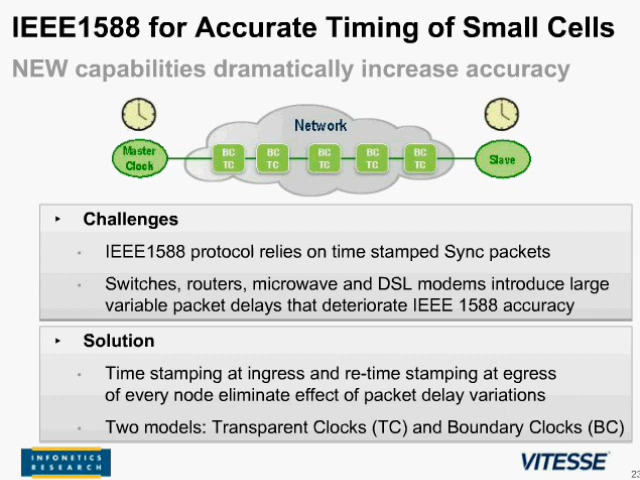 IEEE1588 for Accurate Timing of Small Cells
NEW capabilities dramatically increase accuracy
Network
Master
Clock
BC
TC
BC
TC
BC
TC
BC
TC
BC
TC
Slave
‣ Challenges
· IEEE1588 protocol relies on time stamped Sync packets
· Switches, routers, microwave and DSL modems introduce large
variable packet delays that deteriorate IEEE 1588 accuracy
‣ Solution
· Time stamping at ingress and re-time stamping at egress
of every node eliminate effect of packet delay variations
· Two models: Transparent Clocks (TC) and Boundary Clocks (BC)
INFONETICS
RESEARCH
VITESSE
23